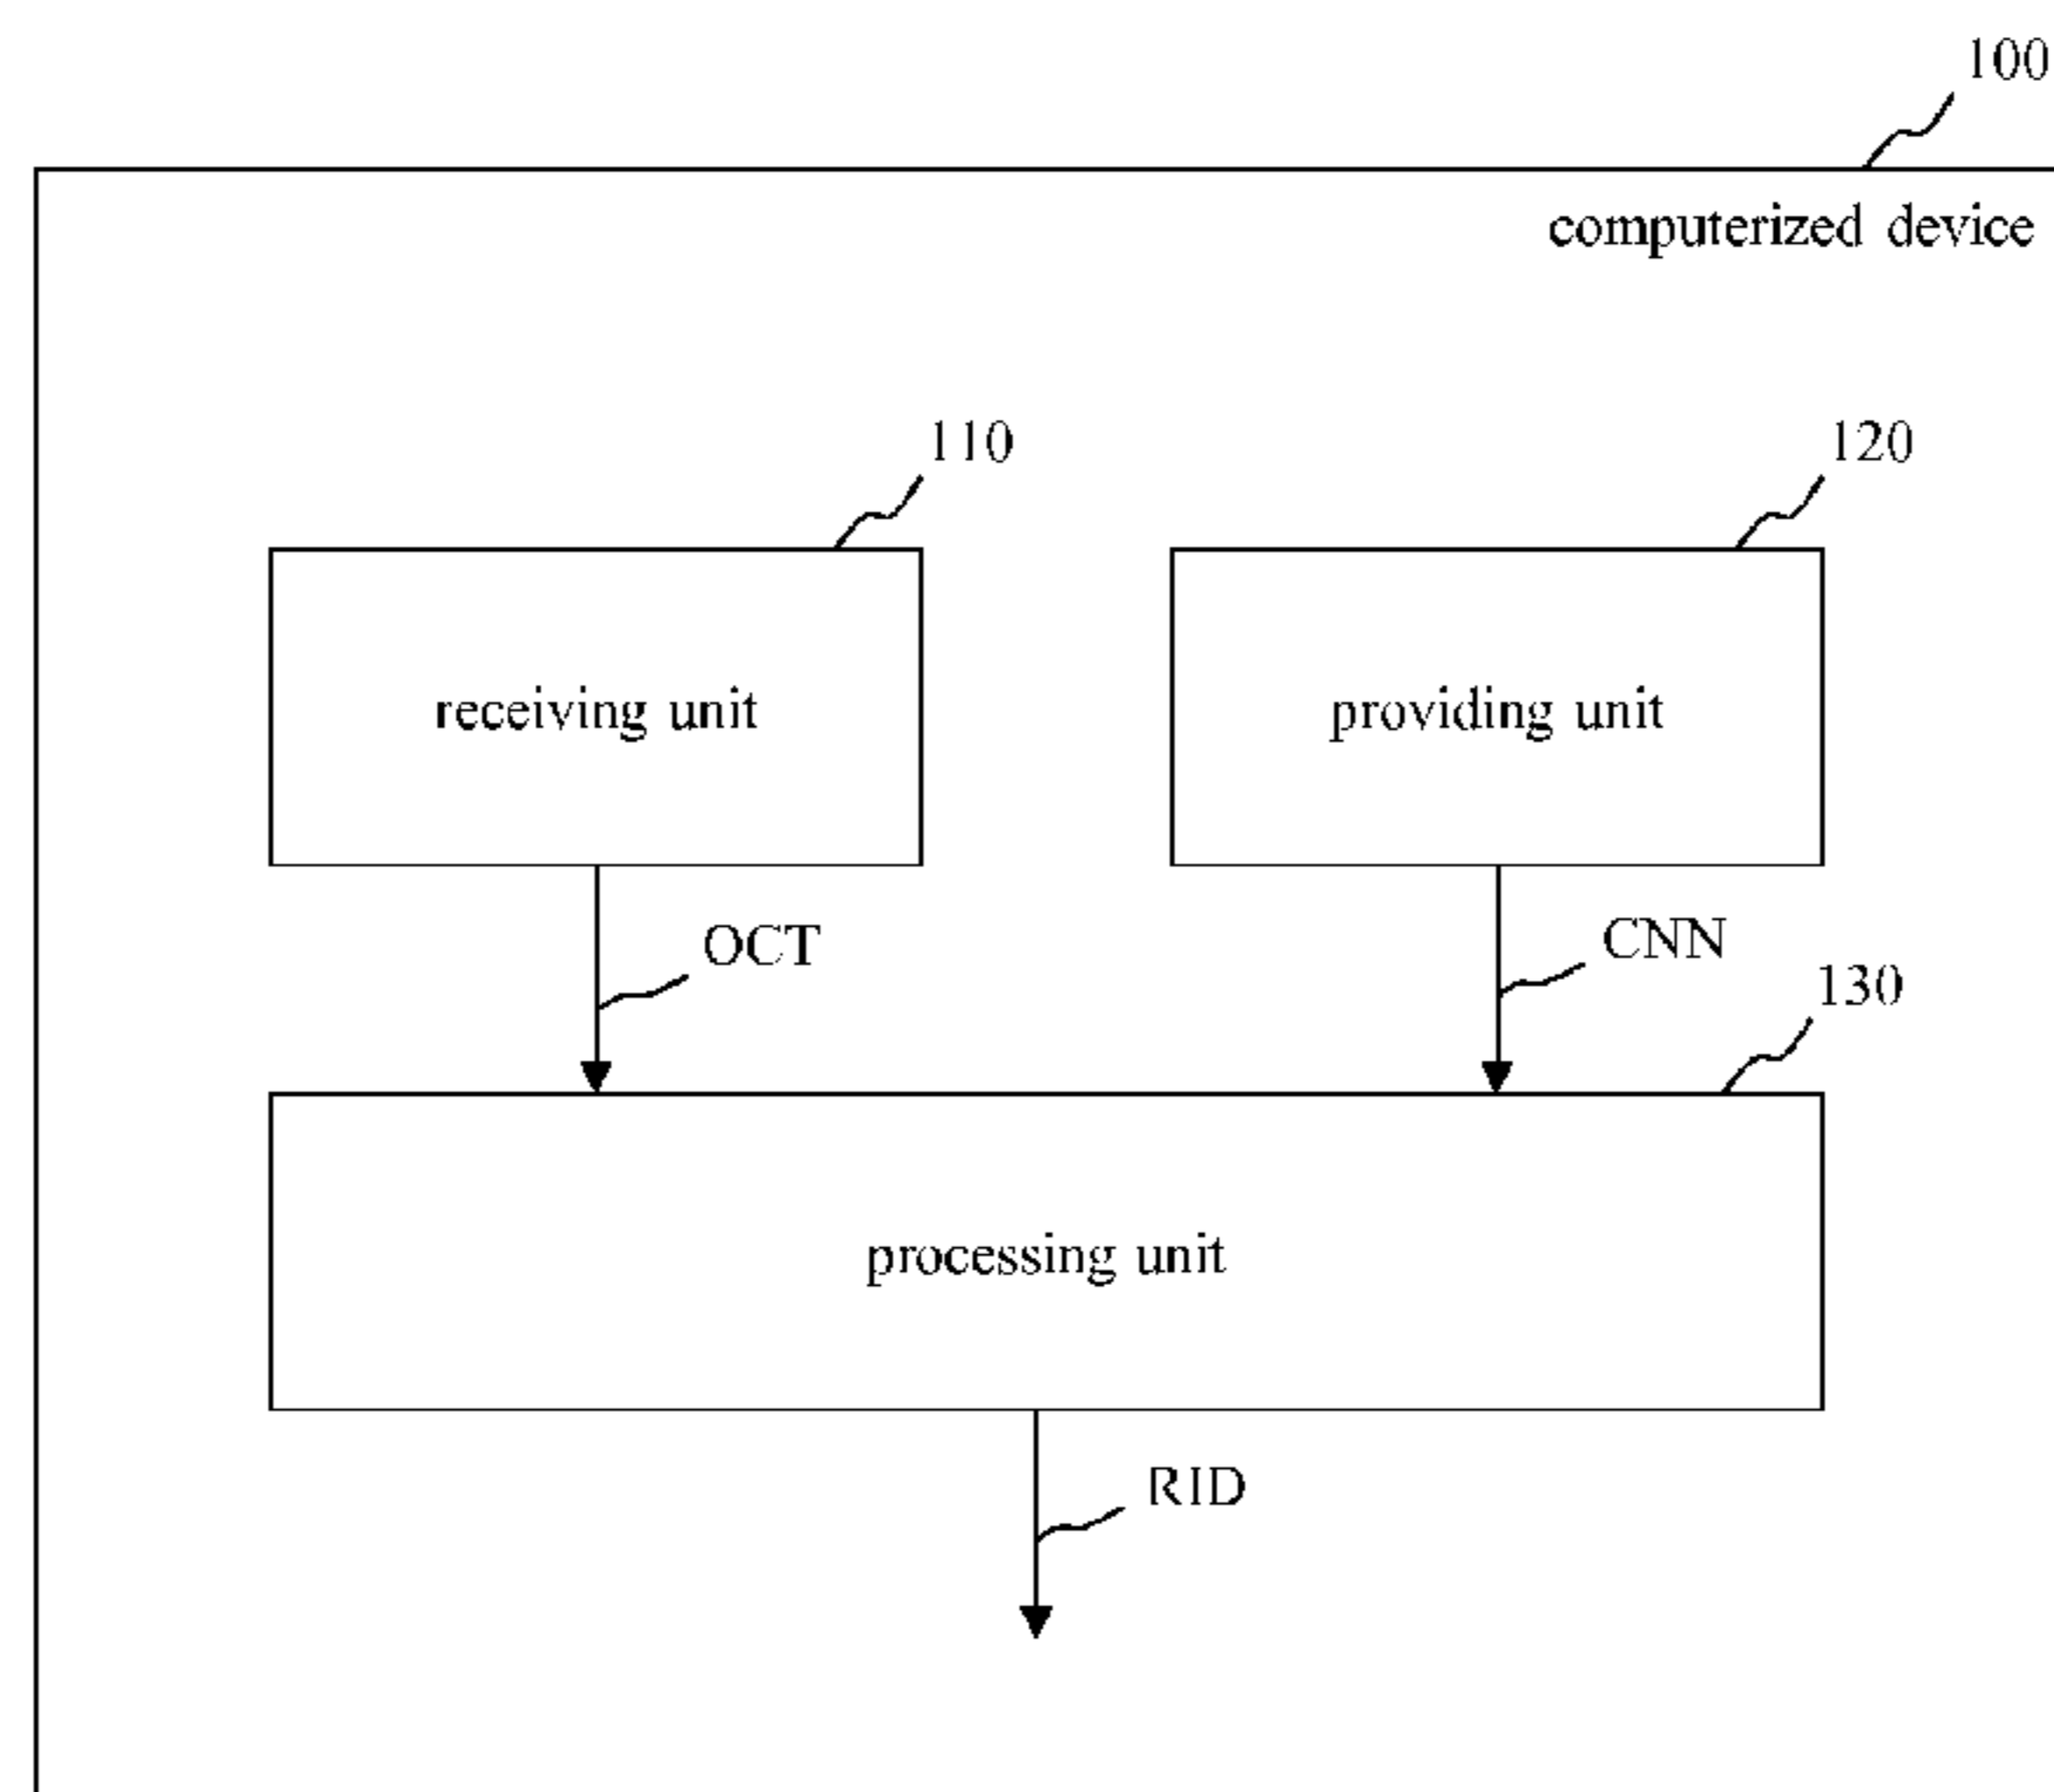 100
computerized device
110
120
receiving unit
providing unit
OCT
CNN
130
processing unit
RID